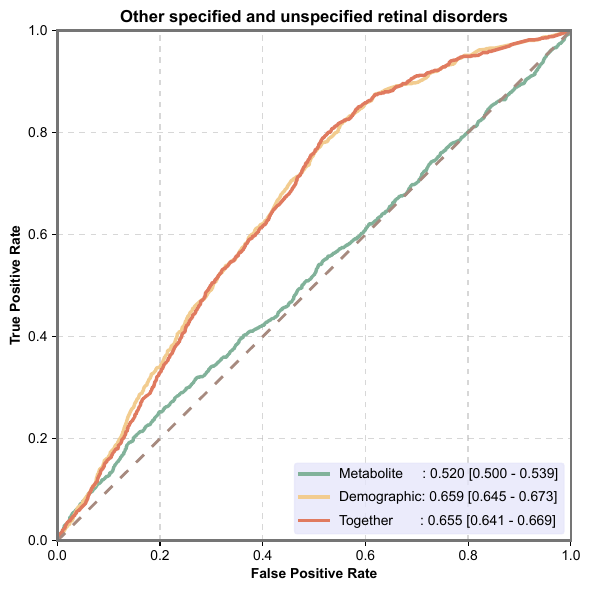 Other specified and unspecified retinal disorders
True Positive Rate
1.0
0.8
0.6
0.4
0.2
0.0
Metabolite : 0.520 [0.500 - 0.539]
Demographic: 0.659 [0.645 - 0.673]
Together : 0.655 [0.641 - 0.669]
0.0 0.2 0.4 0.6 0.8 1.0
False Positive Rate